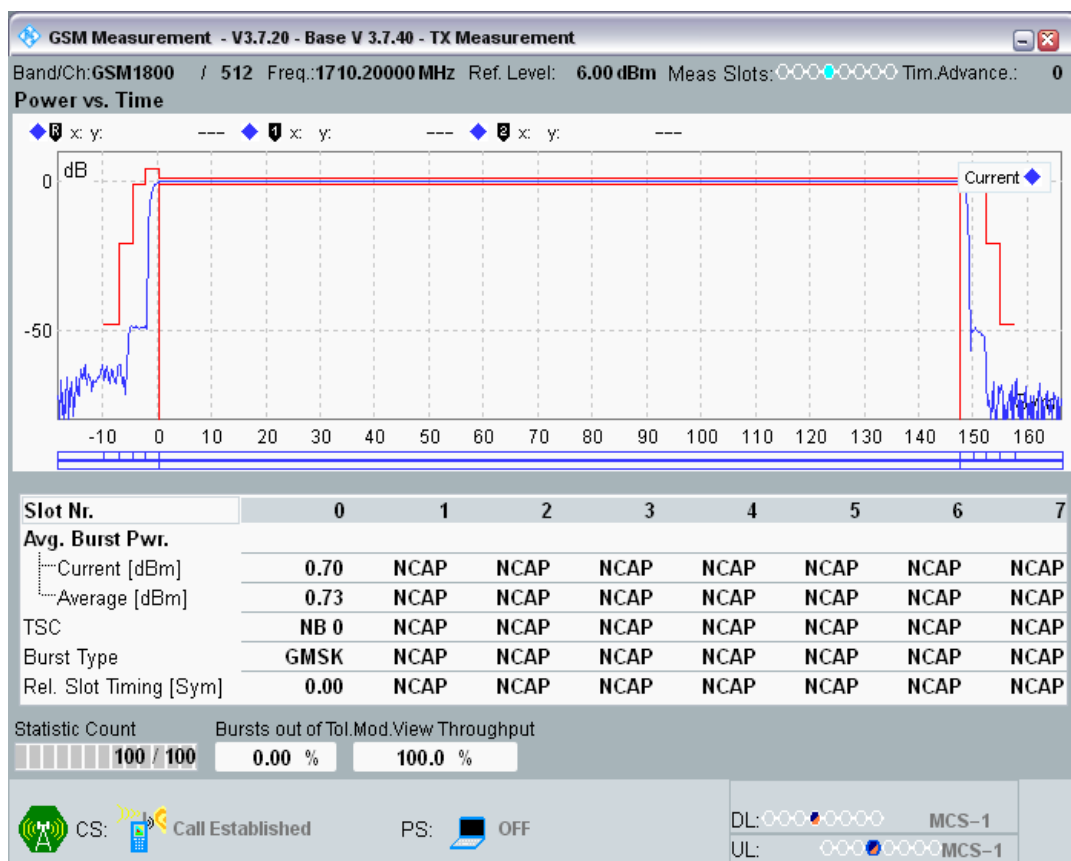 GSM Measurement - V3.7.20 - Base V 3.7.40 - TX Measurement
Band/Ch:GSM1800 / 512 Freq.:1710.20000 MHz Ref. Level: 6.00 dBm Meas Slots: Tim.Advance.: 0
Power vs. Time
R x: y: --- 1 x: y: --- 2 x: y: ---
dB
Current
0
-50
-10 0 10 20 30 40 50 60 70 80 90 100 110 120 130 140 150 160
Slot Nr. 0 1 2 3 4 5 6 7
Avg. Burst Pwr.
Current [dBm] 0.70 NCAP NCAP NCAP NCAP NCAP NCAP NCAP
Average [dBm] 0.73 NCAP NCAP NCAP NCAP NCAP NCAP NCAP
TSC NB 0 NCAP NCAP NCAP NCAP NCAP NCAP NCAP
Burst Type GMSK NCAP NCAP NCAP NCAP NCAP NCAP NCAP
Rel. Slot Timing [Sym] 0.00 NCAP NCAP NCAP NCAP NCAP NCAP NCAP
Statistic Count Bursts out of Tol. Mod.View Throughput
100 / 100 0.00 % 100.0 %
CS: Call Established PS: OFF DL: MCS-1
UL: MCS-1